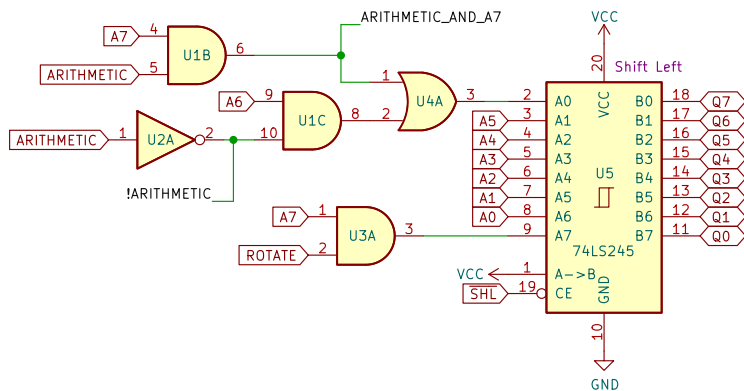 ARITHMETIC_AND_A7
VCC
A7 4
U1B 6
ARITHMETIC 5
20
Shift Left
VCC
A6 9
U1C 8
10
1
U4A 3
2
2 A0 B0 18 Q7
A5 3 A1 B1 17 Q6
A4 4 A2 B2 16 Q5
A3 5 A3 B3 15 Q4
A2 6 A4 B4 14 Q3
A1 7 A5 B5 13 Q2
A0 8 A6 B6 12 Q1
9 A7 B7 11 Q0
U5
74LS245
ARITHMETIC 1 U2A 2
!ARITHMETIC
A7 1
U3A 3
ROTATE 2
VCC 1 A->B
SHL 19 CE
GND
10
GND